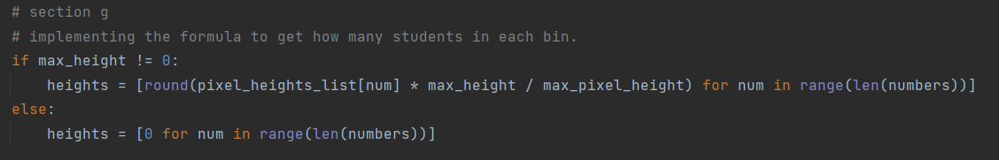 # section g
# implementing the formula to get how many students in each bin.
if max_height != 0:
    heights = [round(pixel_heights_list[num] * max_height / max_pixel_height) for num in range(len(numbers))]
else:
    heights = [0 for num in range(len(numbers))]